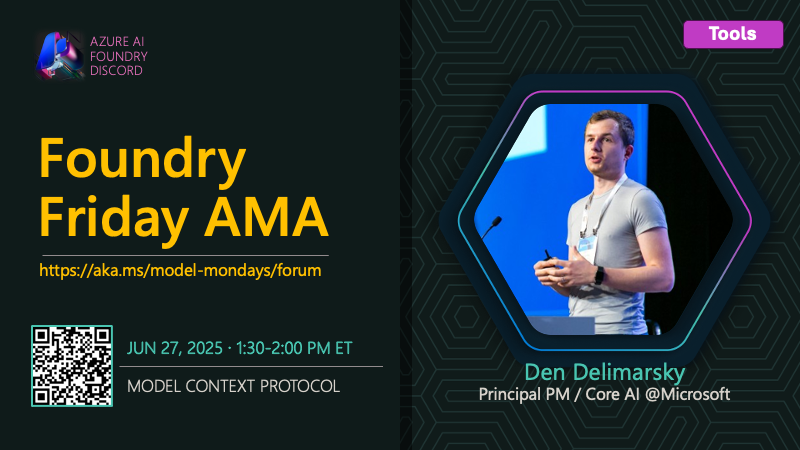 AZURE AI
FOUNDRY
DISCORD
Tools
Foundry
Friday AMA
https://aka.ms/model-mondays/forum
JUN 27, 2025 · 1:30-2:00 PM ET
MODEL CONTEXT PROTOCOL
Den Delimarsky
Principal PM / Core AI @Microsoft